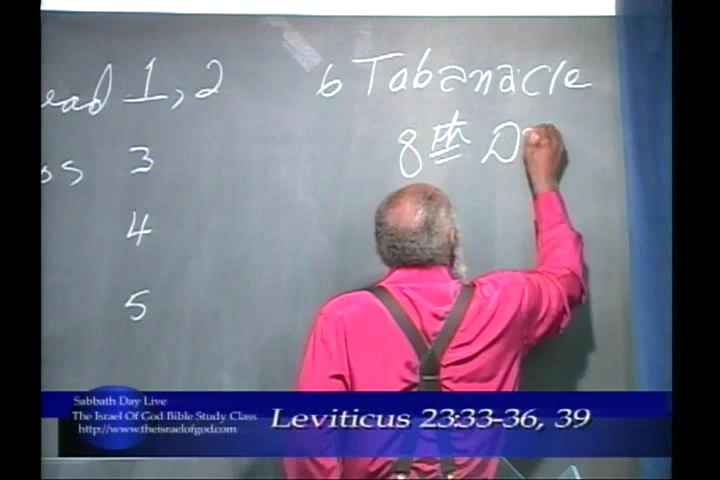 ead 1, 2
os 3
4
5
6 Tabanacle
8th D
Sabbath Day Live
The Israel Of God Bible Study Class
http://www.theisraelofgod.com
Leviticus 23:33-36, 39